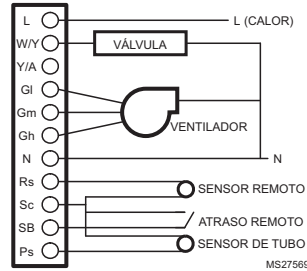 L
L (CALOR)
W/Y
VÁLVULA
Y/A
Gl
Gm
VENTILADOR
Gh
N
N
Rs
SENSOR REMOTO
Sc
ATRASO REMOTO
SB
SENSOR DE TUBO
Ps
MS27569